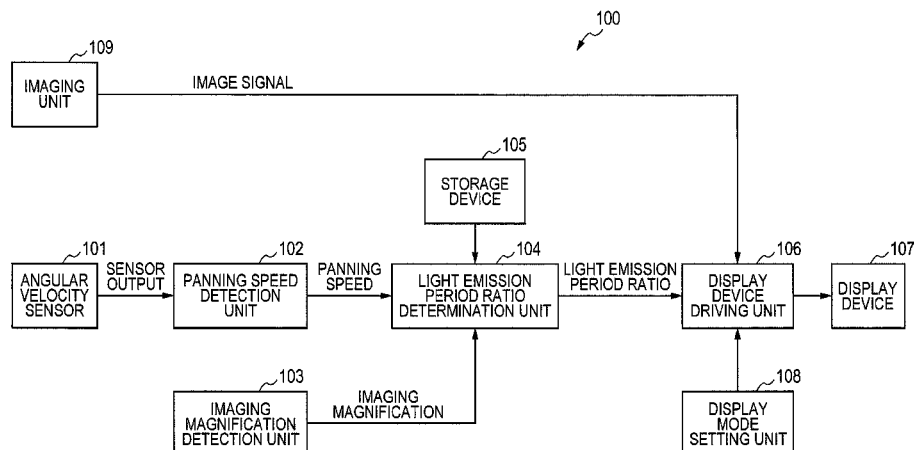 100
109
IMAGING
UNIT
IMAGE SIGNAL
105
STORAGE
DEVICE
101
ANGULAR
VELOCITY
SENSOR
SENSOR
OUTPUT
102
PANNING SPEED
DETECTION
UNIT
PANNING
SPEED
104
LIGHT EMISSION
PERIOD RATIO
DETERMINATION UNIT
LIGHT EMISSION
PERIOD RATIO
106
DISPLAY
DEVICE
DRIVING UNIT
107
DISPLAY
DEVICE
103
IMAGING
MAGNIFICATION
DETECTION UNIT
IMAGING
MAGNIFICATION
108
DISPLAY
MODE
SETTING UNIT